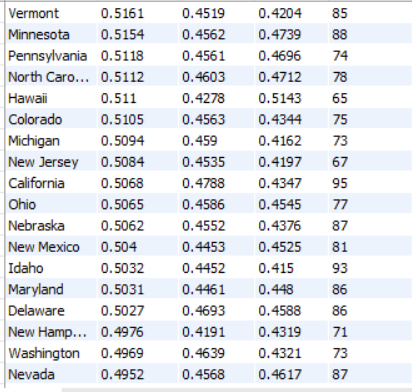 Vermont 0.5161 0.4519 0.4204 85
Minnesota 0.5154 0.4562 0.4739 88
Pennsylvania 0.5118 0.4561 0.4696 74
North Caro... 0.5112 0.4603 0.4712 78
Hawaii 0.511 0.4278 0.5143 65
Colorado 0.5105 0.4563 0.4344 75
Michigan 0.5094 0.459 0.4162 73
New Jersey 0.5084 0.4535 0.4197 67
California 0.5068 0.4788 0.4347 95
Ohio 0.5065 0.4586 0.4545 77
Nebraska 0.5062 0.4552 0.4376 87
New Mexico 0.504 0.4453 0.4525 81
Idaho 0.5032 0.4452 0.415 93
Maryland 0.5031 0.4461 0.448 86
Delaware 0.5027 0.4693 0.4588 86
New Hamp... 0.4976 0.4191 0.4319 71
Washington 0.4969 0.4639 0.4321 73
Nevada 0.4952 0.4568 0.4617 87